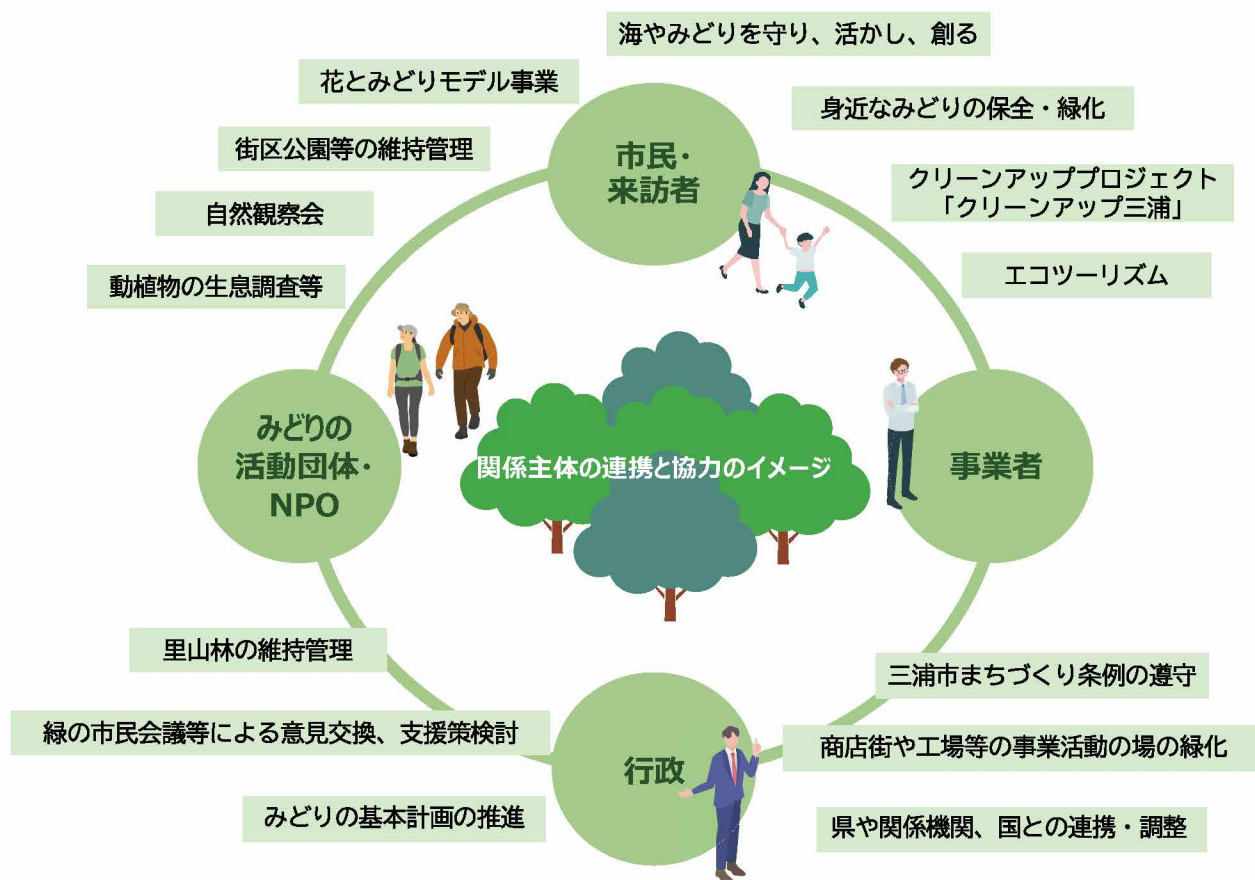 海やみどりを守り、活かし、創る
花とみどりモデル事業
身近なみどりの保全・緑化
街区公園等の維持管理
市民・
来訪者
クリーンアッププロジェクト
「クリーンアップ三浦」
自然観察会
エコツーリズム
動植物の生息調査等
みどりの
活動団体・
NPO
関係主体の連携と協力のイメージ
事業者
里山林の維持管理
三浦市まちづくり条例の遵守
緑の市民会議等による意見交換、支援策検討
行政
商店街や工場等の事業活動の場の緑化
みどりの基本計画の推進
県や関係機関、国との連携・調整